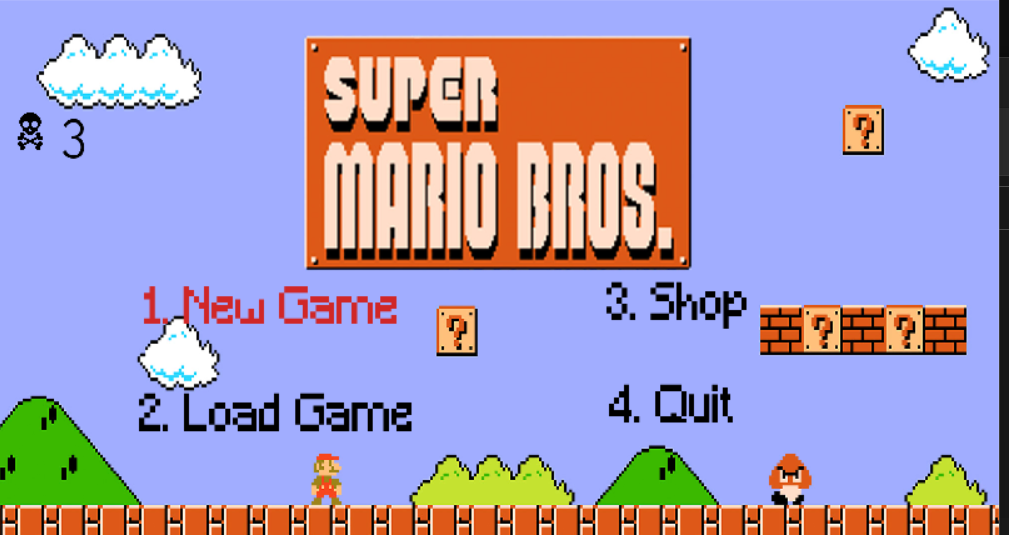 3
SUPER
MARIO BROS.
?
1. New Game
?
3. Shop
? ?
2. Load Game
4. Quit